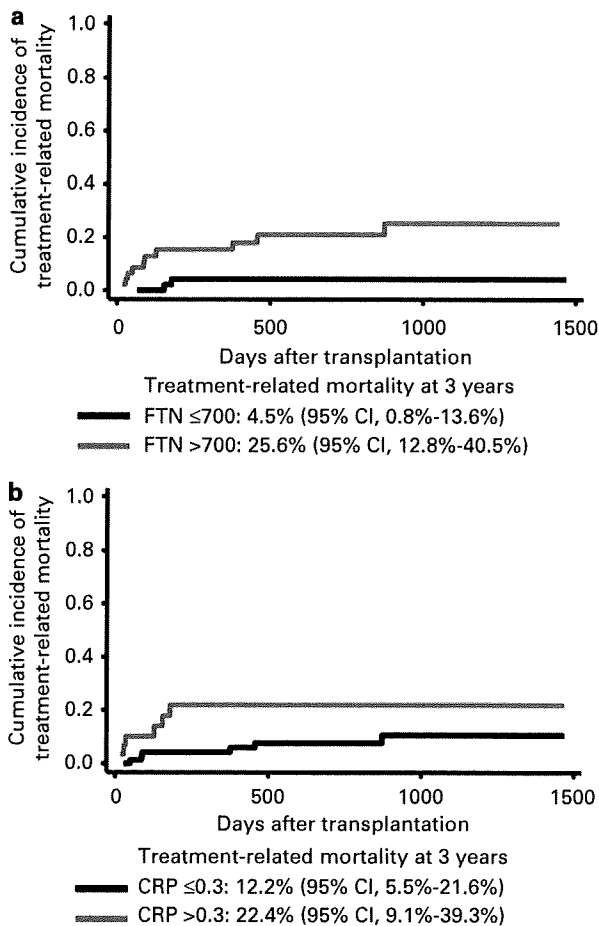 a
Cumulative incidence of
treatment-related mortality
1.0
0.8
0.6
0.4
0.2
0.0
0 500 1000 1500
Days after transplantation
Treatment-related mortality at 3 years
FTN ≤700: 4.5% (95% CI, 0.8%-13.6%)
FTN >700: 25.6% (95% CI, 12.8%-40.5%)
b
Cumulative incidence of
treatment-related mortality
1.0
0.8
0.6
0.4
0.2
0.0
0 500 1000 1500
Days after transplantation
Treatment-related mortality at 3 years
CRP ≤0.3: 12.2% (95% CI, 5.5%-21.6%)
CRP >0.3: 22.4% (95% CI, 9.1%-39.3%)